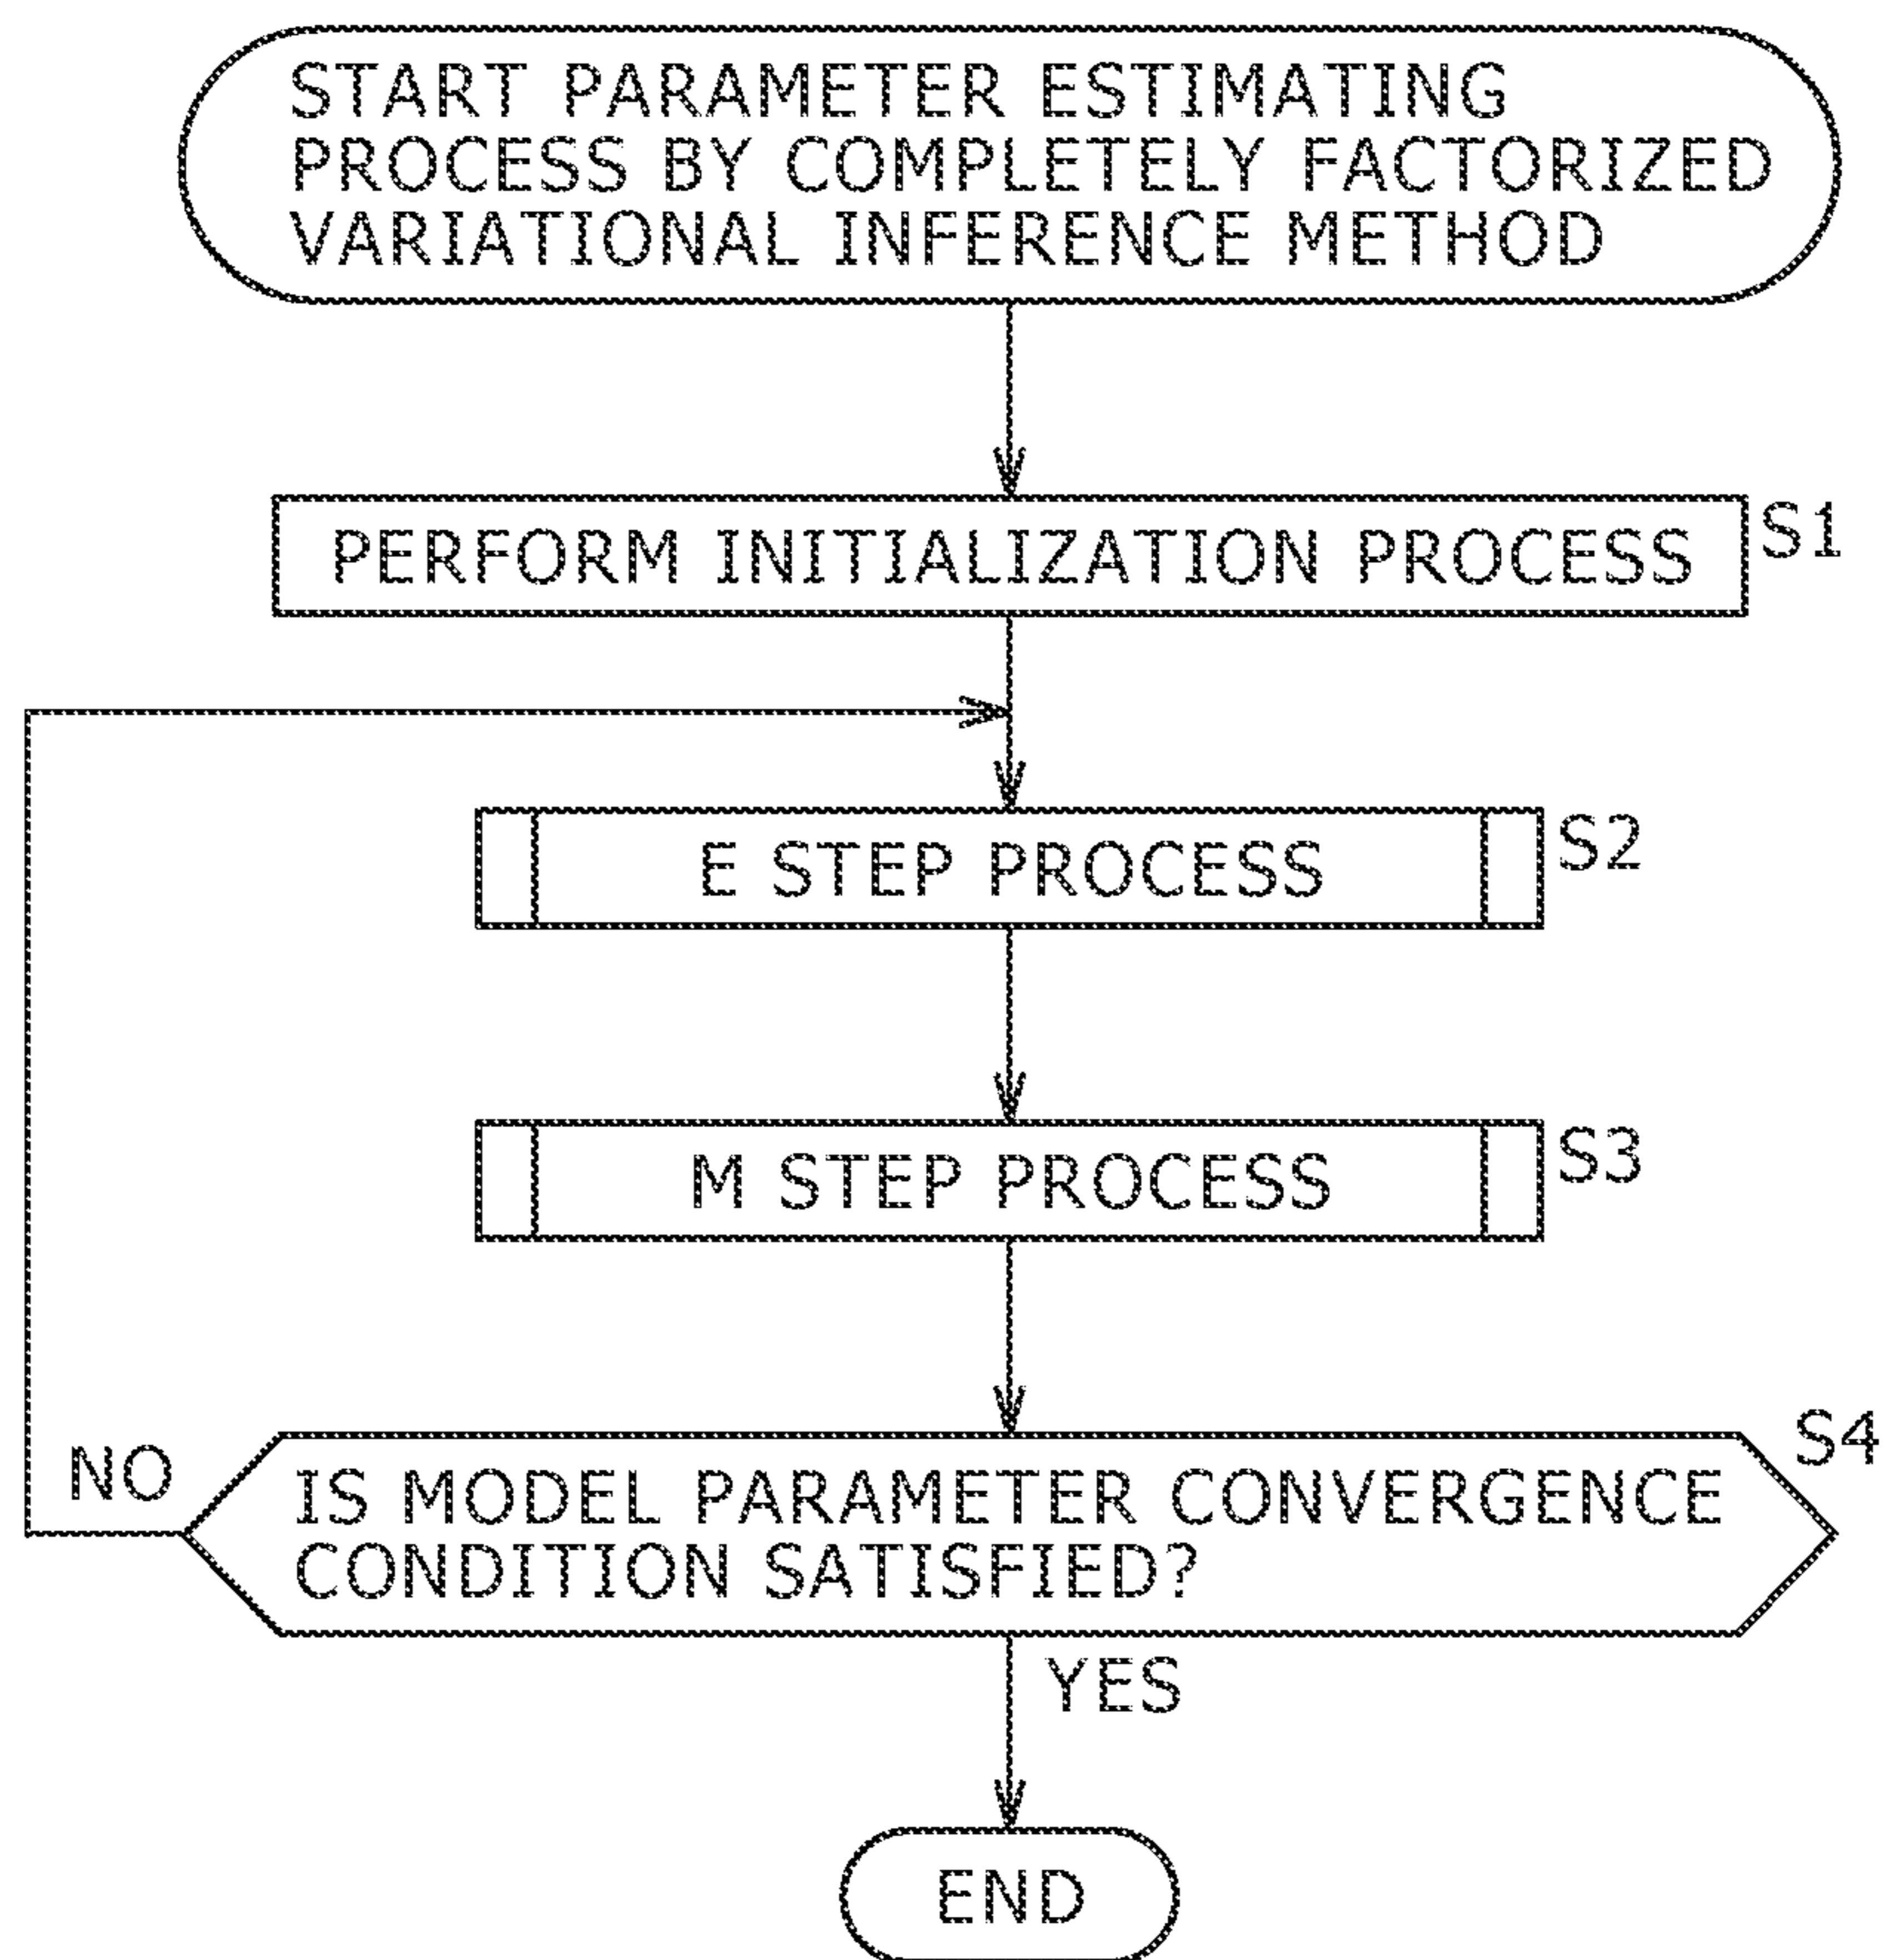 START PARAMETER ESTIMATING
PROCESS BY COMPLETELY FACTORIZED
VARIATIONAL INFERENCE METHOD
PERFORM INITIALIZATION PROCESS
S1
E STEP PROCESS
S2
M STEP PROCESS
S3
S4
NO
IS MODEL PARAMETER CONVERGENCE
CONDITION SATISFIED?
YES
END